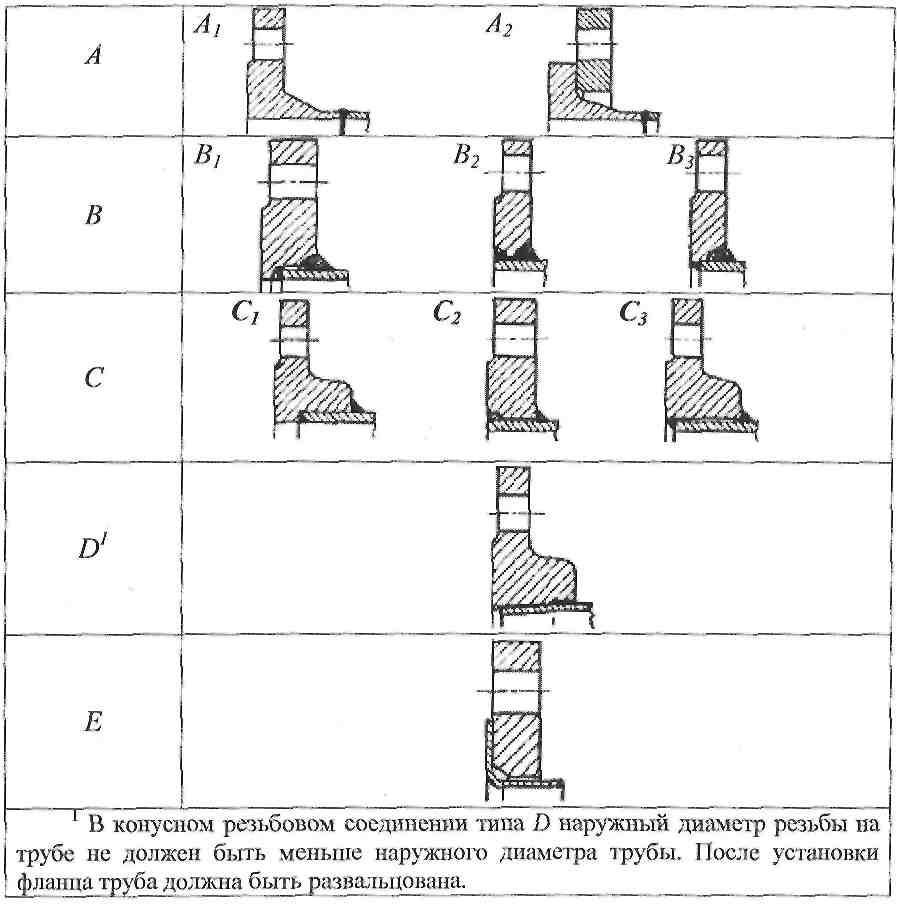 A
A1
A2
B
B1
B2
B3
C
C1
C2
C3
D1
E
1 В конусном резьбовом соединении типа D наружный диаметр резьбы на
трубе не должен быть меньше наружного диаметра трубы. После установки
фланца труба должна быть развальцована.